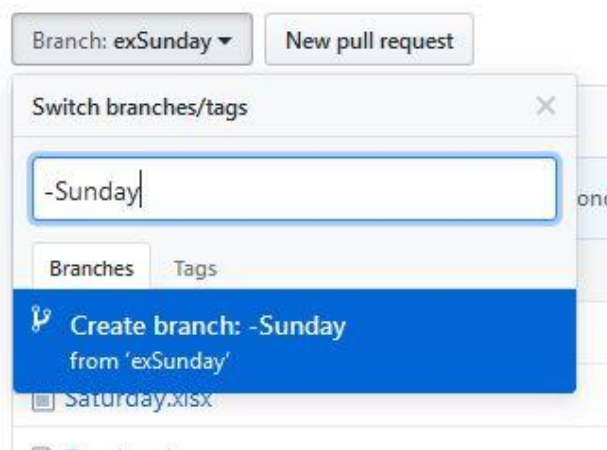 Branch: exSunday New pull request
Switch branches/tags
-Sunday
Branches Tags
Create branch: -Sunday
from ‘exSunday’
Saturday.xlsx